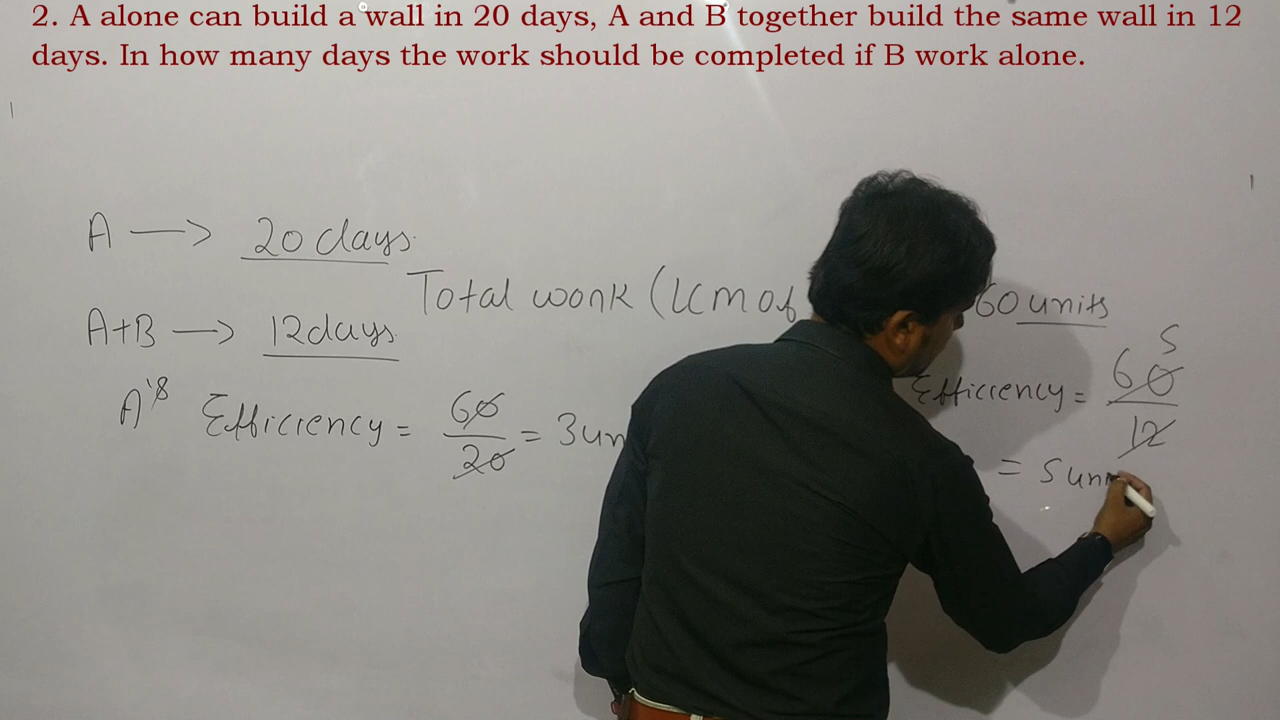 2. A alone can build a wall in 20 days, A and B together build the same wall in 12
days. In how many days the work should be completed if B work alone.
A → 20 days.
Total work (LCM of 60 units
A+B → 12 days
A's Efficiency = 60/20 = 3un
Efficiency = 60/12 5
= 5 un